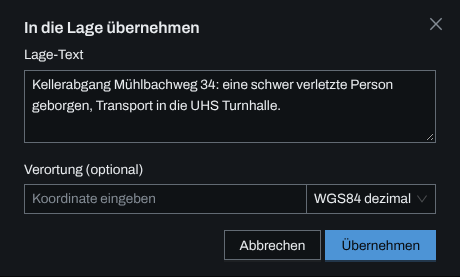 In die Lage übernehmen
Lage-Text
Kellerabgang Mühlbachweg 34: eine schwer verletzte Person
geborgen, Transport in die UHS Turnhalle.
Verortung (optional)
Koordinate eingeben
WGS84 dezimal
Abbrechen
Übernehmen